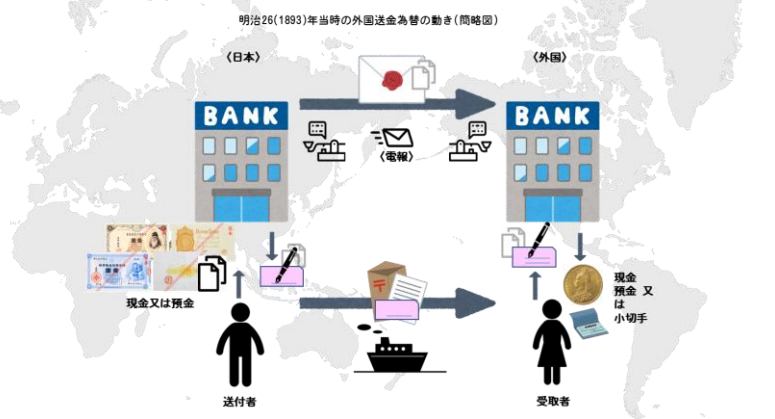 明治26(1893)年当時の外国送金為替の動き(簡略図)
〈日本〉
〈外国〉
BANK
BANK
〈電報〉
現金又は預金
現金
預金 又
は
小切手
送付者
受取者